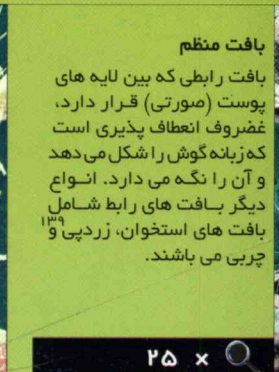 بافت منظم
بافت رابطی که بین لایه های
پوست (صورتی) قرار دارد،
غضروف انعطاف پذیری است
که زبانه گوش را شکل می دهد
و آن را نگه می دارد. انواع
دیگر بافت های رابط شامل
بافت های استخوان، زردپی و۱۳۹
چربی می باشند.
۲۵ ×